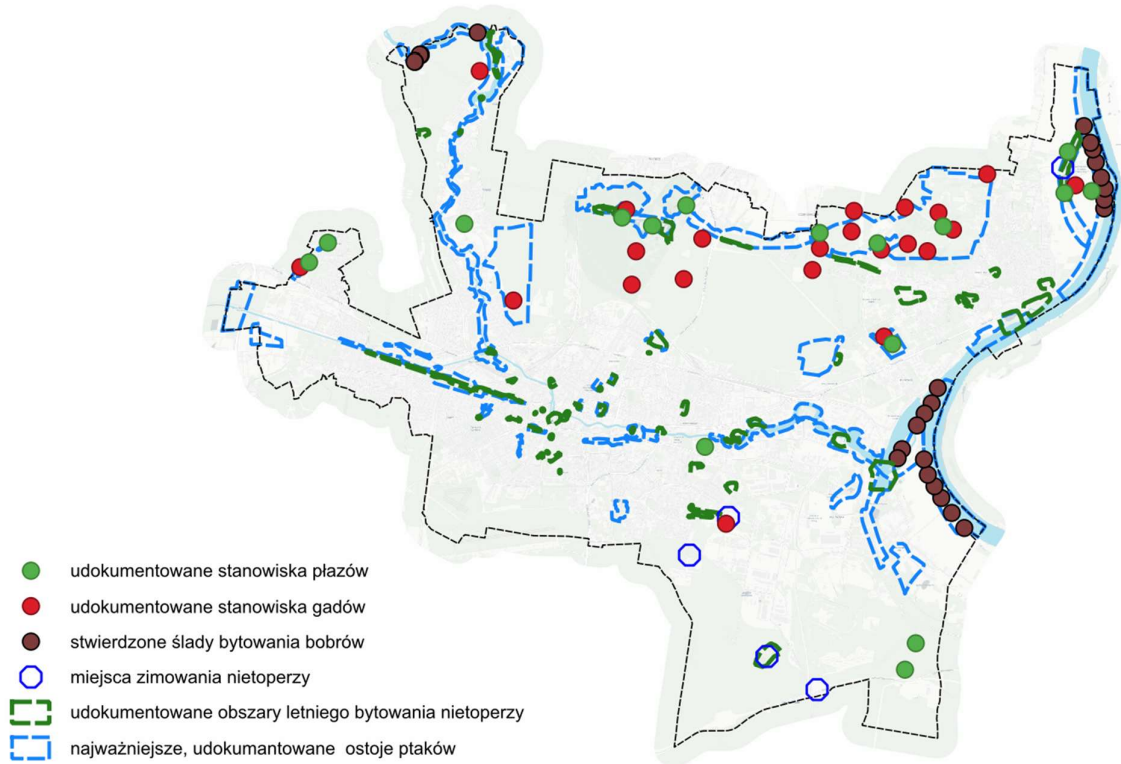 udokumentowane stanowiska płazów
udokumentowane stanowiska gadów
stwierdzone ślady bytowania bobrów
miejsca zimowania nietoperzy
udokumentowane obszary letniego bytowania nietoperzy
najważniejsze, udokumantowane ostoje ptaków